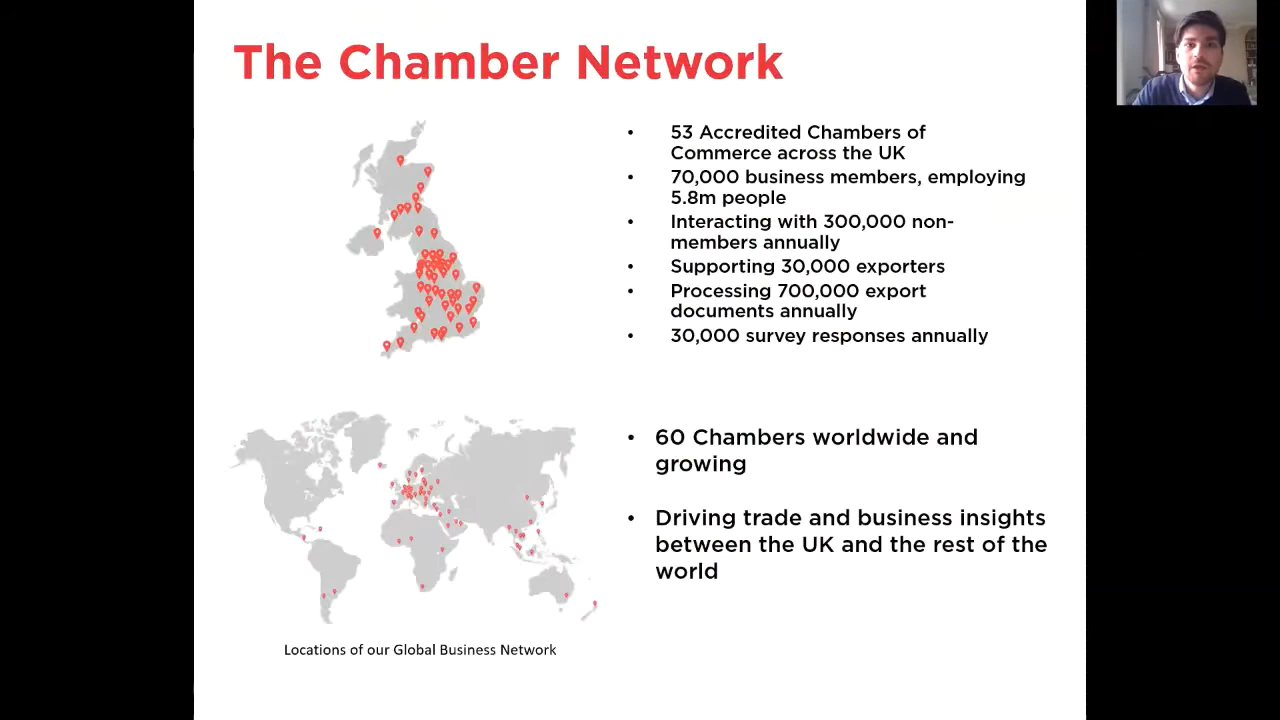 The Chamber Network
• 53 Accredited Chambers of
Commerce across the UK
• 70,000 business members, employing
5.8m people
• Interacting with 300,000 non-
members annually
• Supporting 30,000 exporters
• Processing 700,000 export
documents annually
• 30,000 survey responses annually
• 60 Chambers worldwide and
growing
• Driving trade and business insights
between the UK and the rest of the
world
Locations of our Global Business Network